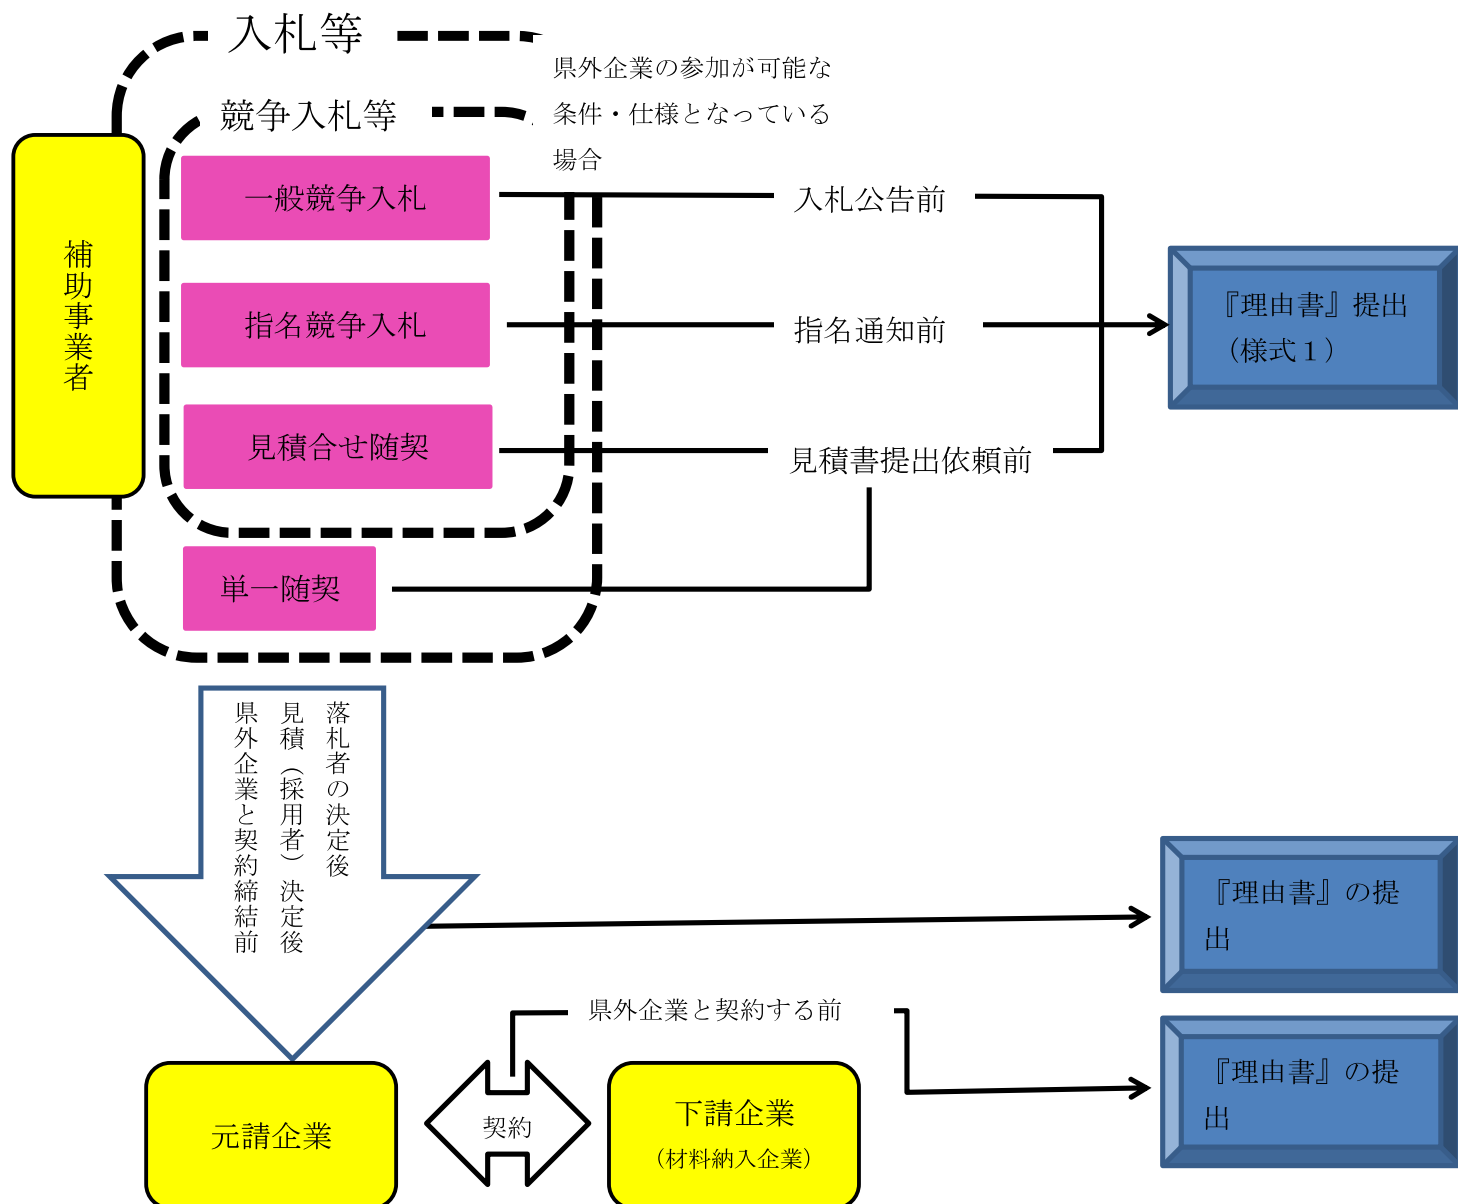 入札等
県外企業の参加が可能な
条件・仕様となっている
場合
競争入札等
補助事業者
一般競争入札
入札公告前
指名競争入札
指名通知前
『理由書』提出
（様式１）
見積合せ随契
見積書提出依頼前
単一随契
落札者の決定後
見積（採用者）決定後
県外企業と契約締結前
『理由書』の提
出
県外企業と契約する前
『理由書』の提
出
元請企業
契約
下請企業
（材料納入企業）